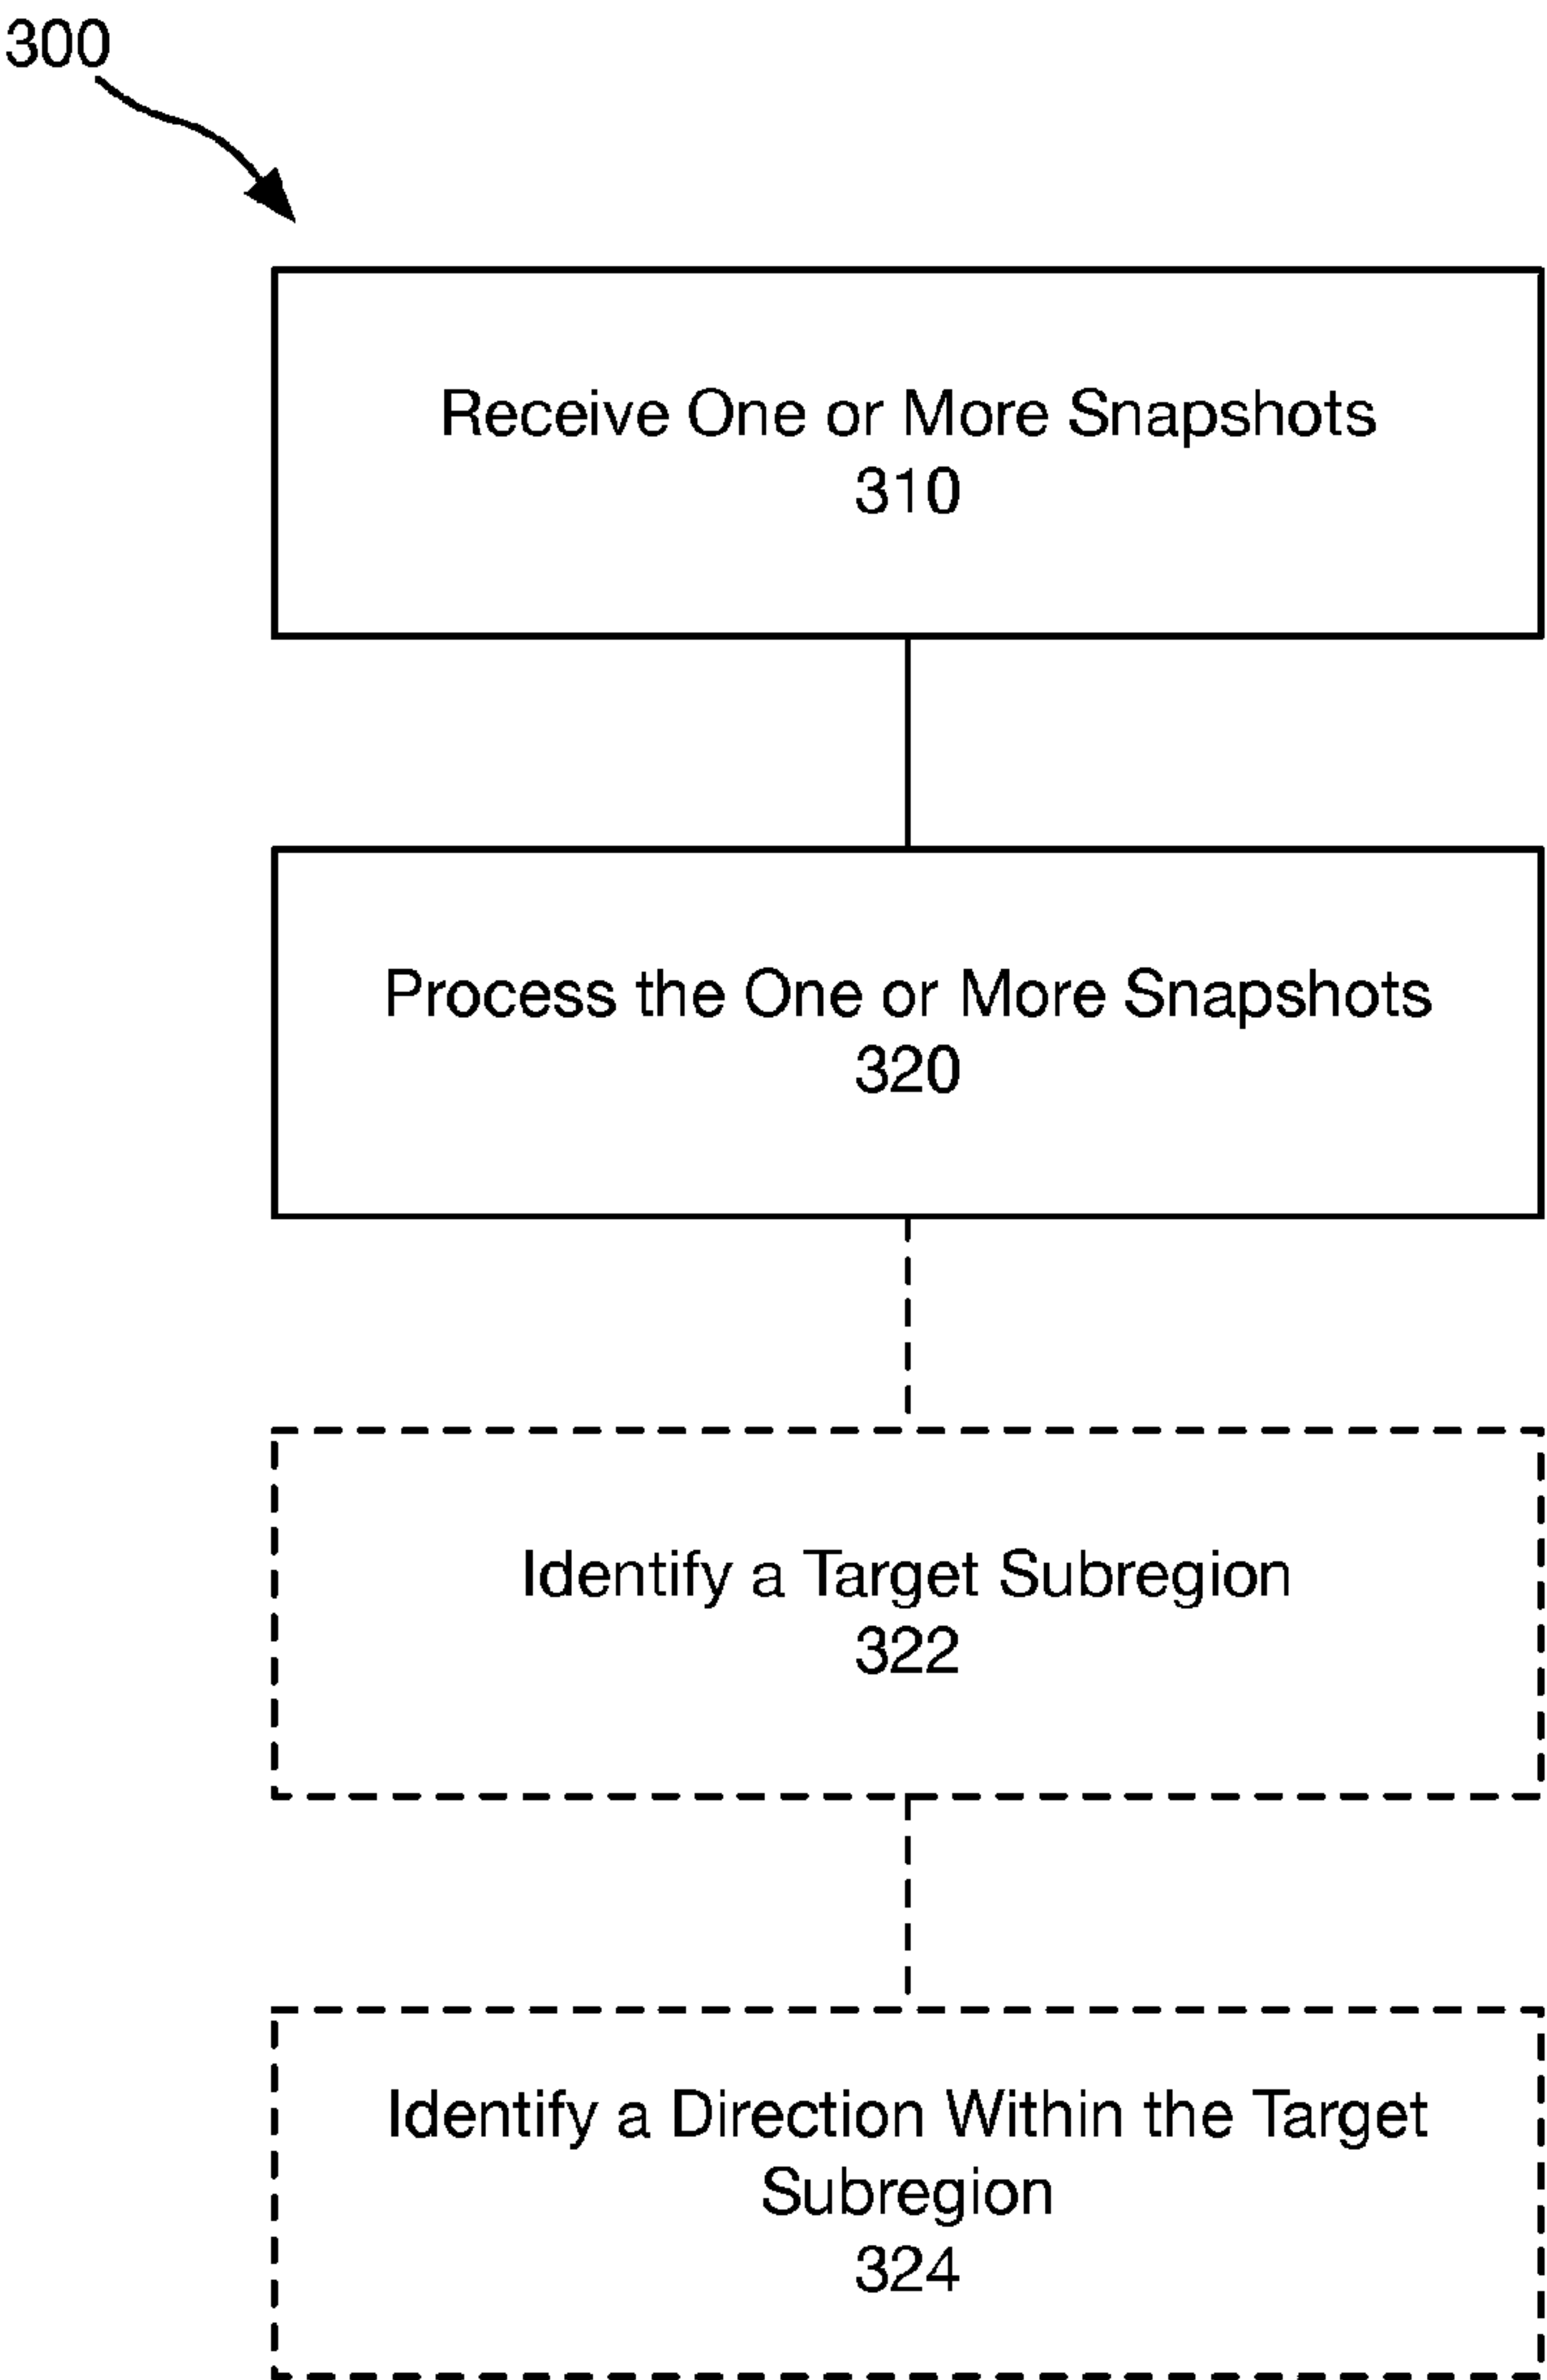 300
Receive One or More Snapshots
310
Process the One or More Snapshots
320
Identify a Target Subregion
322
Identify a Direction Within the Target
Subregion
324